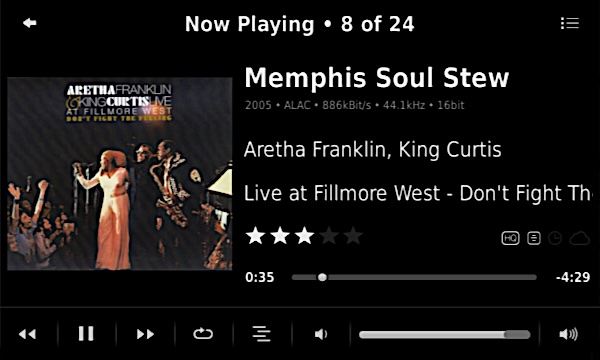 Now Playing • 8 of 24
ARETHA FRANKLIN
& KING CURTIS LIVE
AT FILLMORE WEST
DON'T FIGHT THE FEELING
Memphis Soul Stew
2005 • ALAC • 886kBit/s • 44.1kHz • 16bit
Aretha Franklin, King Curtis
Live at Fillmore West - Don't Fight Th
HQ
0:35
-4:29